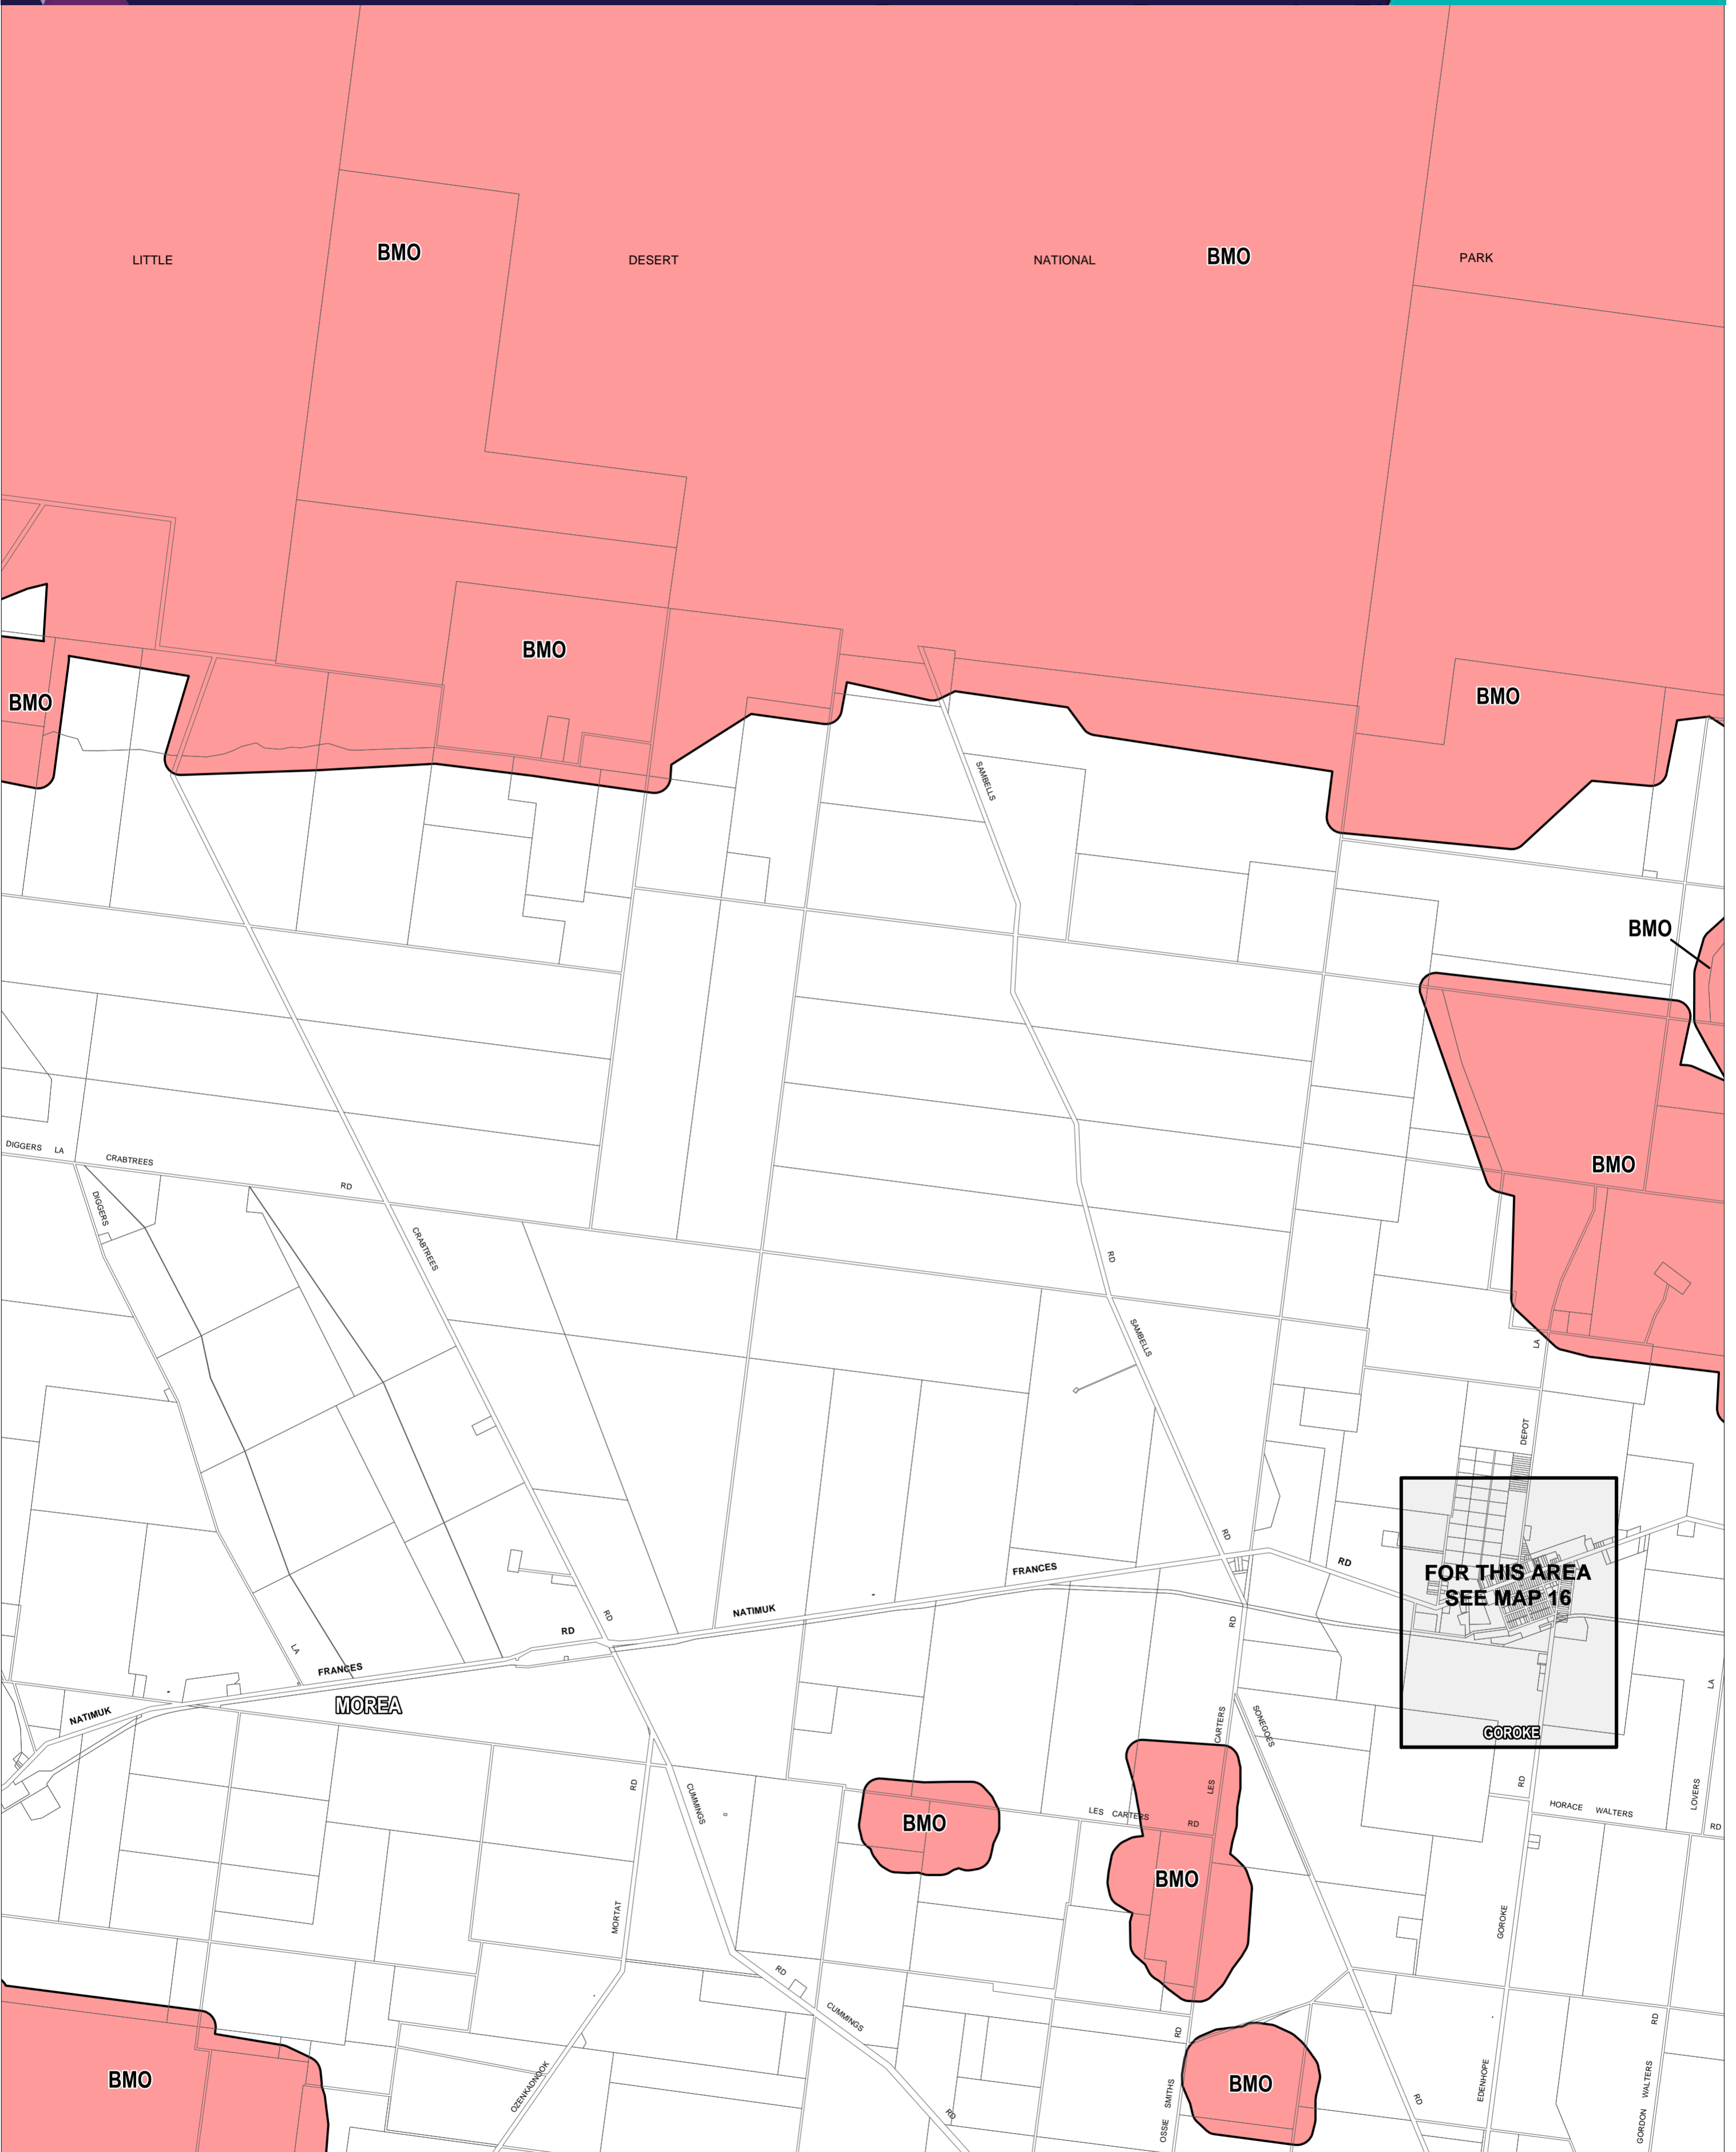 LITTLE
BMO
DESERT
NATIONAL
BMO
PARK
BMO
BMO
BMO
SAMBELLS
BMO
BMO
DIGGERS LA
CRABTREES
RD
DIGGERS
CRABTREES
RD
SAMBELLS
LA
DEPOT
RD
FRANCES
RD
FOR THIS AREA
SEE MAP 16
NATIMUK
RD
RD
RD
LA
FRANCES
MOREA
NATIMUK
CARTERS
SONEGOES
GOROKE
LA
RD
CUMMINGS
LES
RD
LOVERS
HORACE WALTERS
RD
LES CARTERS
RD
BMO
BMO
MORTAT
GOROKE
RD
CUMMINGS
RD
RD
BMO
OZENKADNOOK
BMO
EDENHOPE
GORDON WALTERS
OSSIE SMITHS
RD
RD